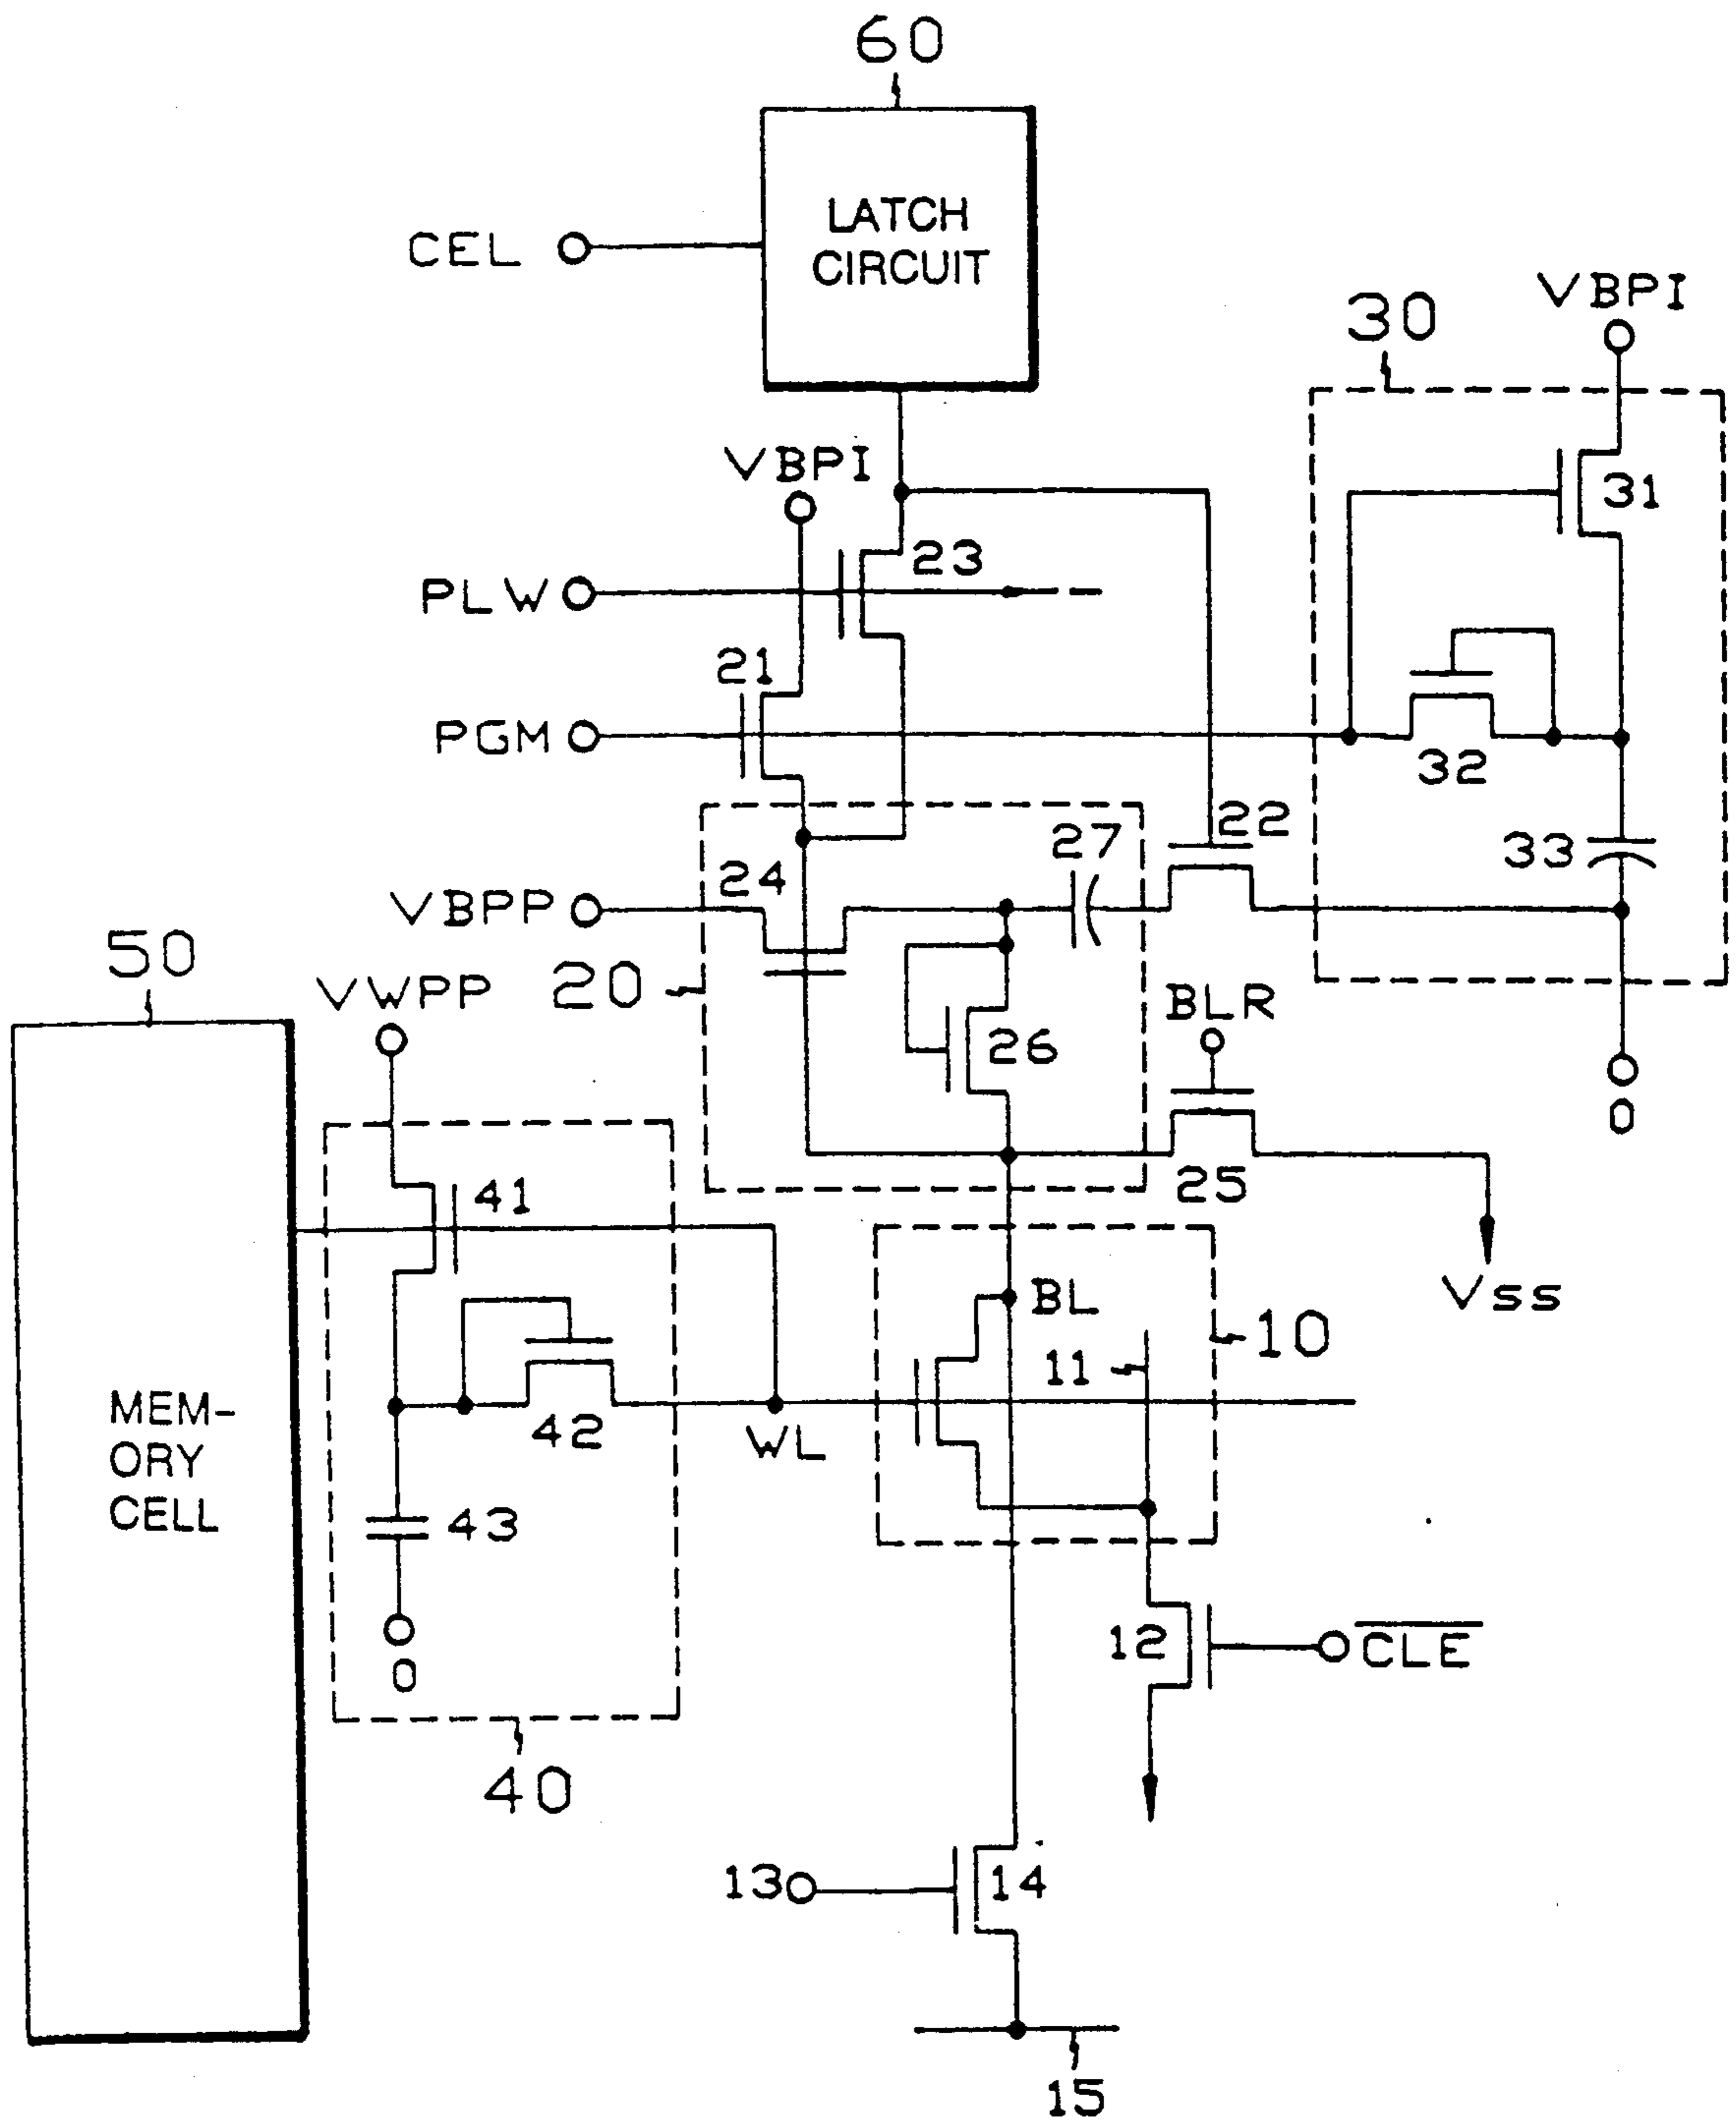 60
LATCH
CIRCUIT
CEL
VBPI
30
VBPI
31
23
PLW
21
PGM
32
22
27
33
24
VBPP
50
VWPP
20
BLR
26
0
41
25
BL
VSS
10
11
MEM-
ORY
CELL
42
WL
43
12
CLE
0
40
13
14
15